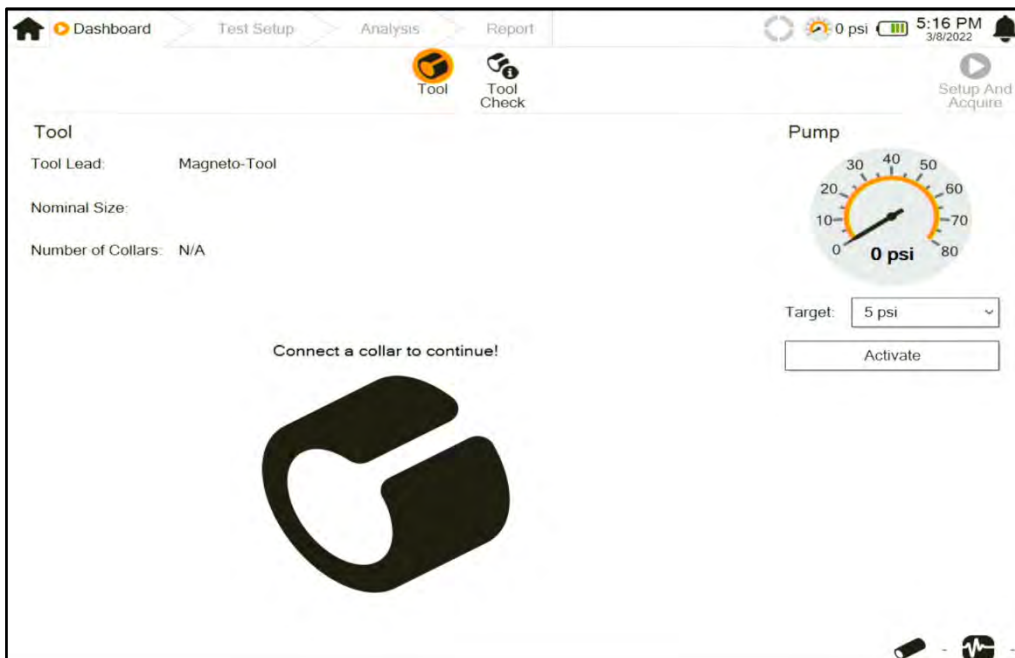 Dashboard
Test Setup
Analysis
Report
0 psi
5:16 PM
3/8/2022
Tool
Tool
Check
Setup And
Acquire
Tool
Tool Lead: Magneto-Tool
Nominal Size:
Number of Collars: N/A
Connect a collar to continue!
Pump
0
10
20
30
40
50
60
70
80
0 psi
Target: 5 psi
Activate
- -